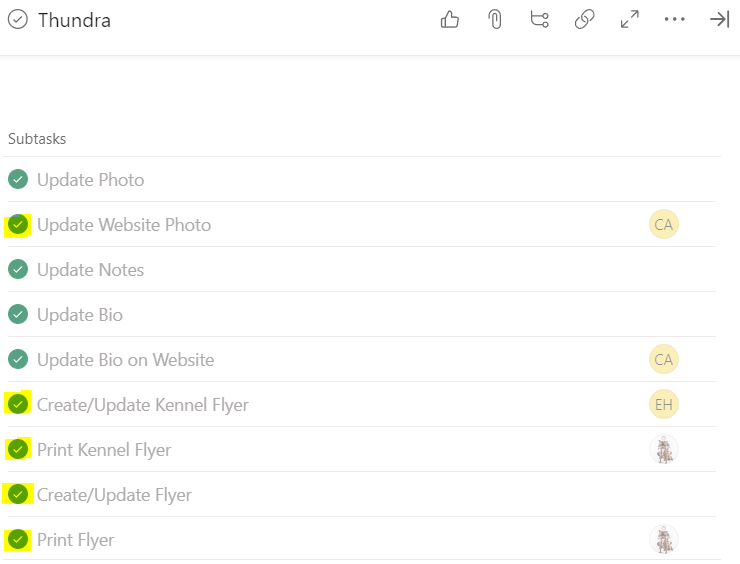 Thundra
Subtasks
Update Photo
Update Website Photo CA
Update Notes
Update Bio
Update Bio on Website CA
Create/Update Kennel Flyer EH
Print Kennel Flyer
Create/Update Flyer
Print Flyer